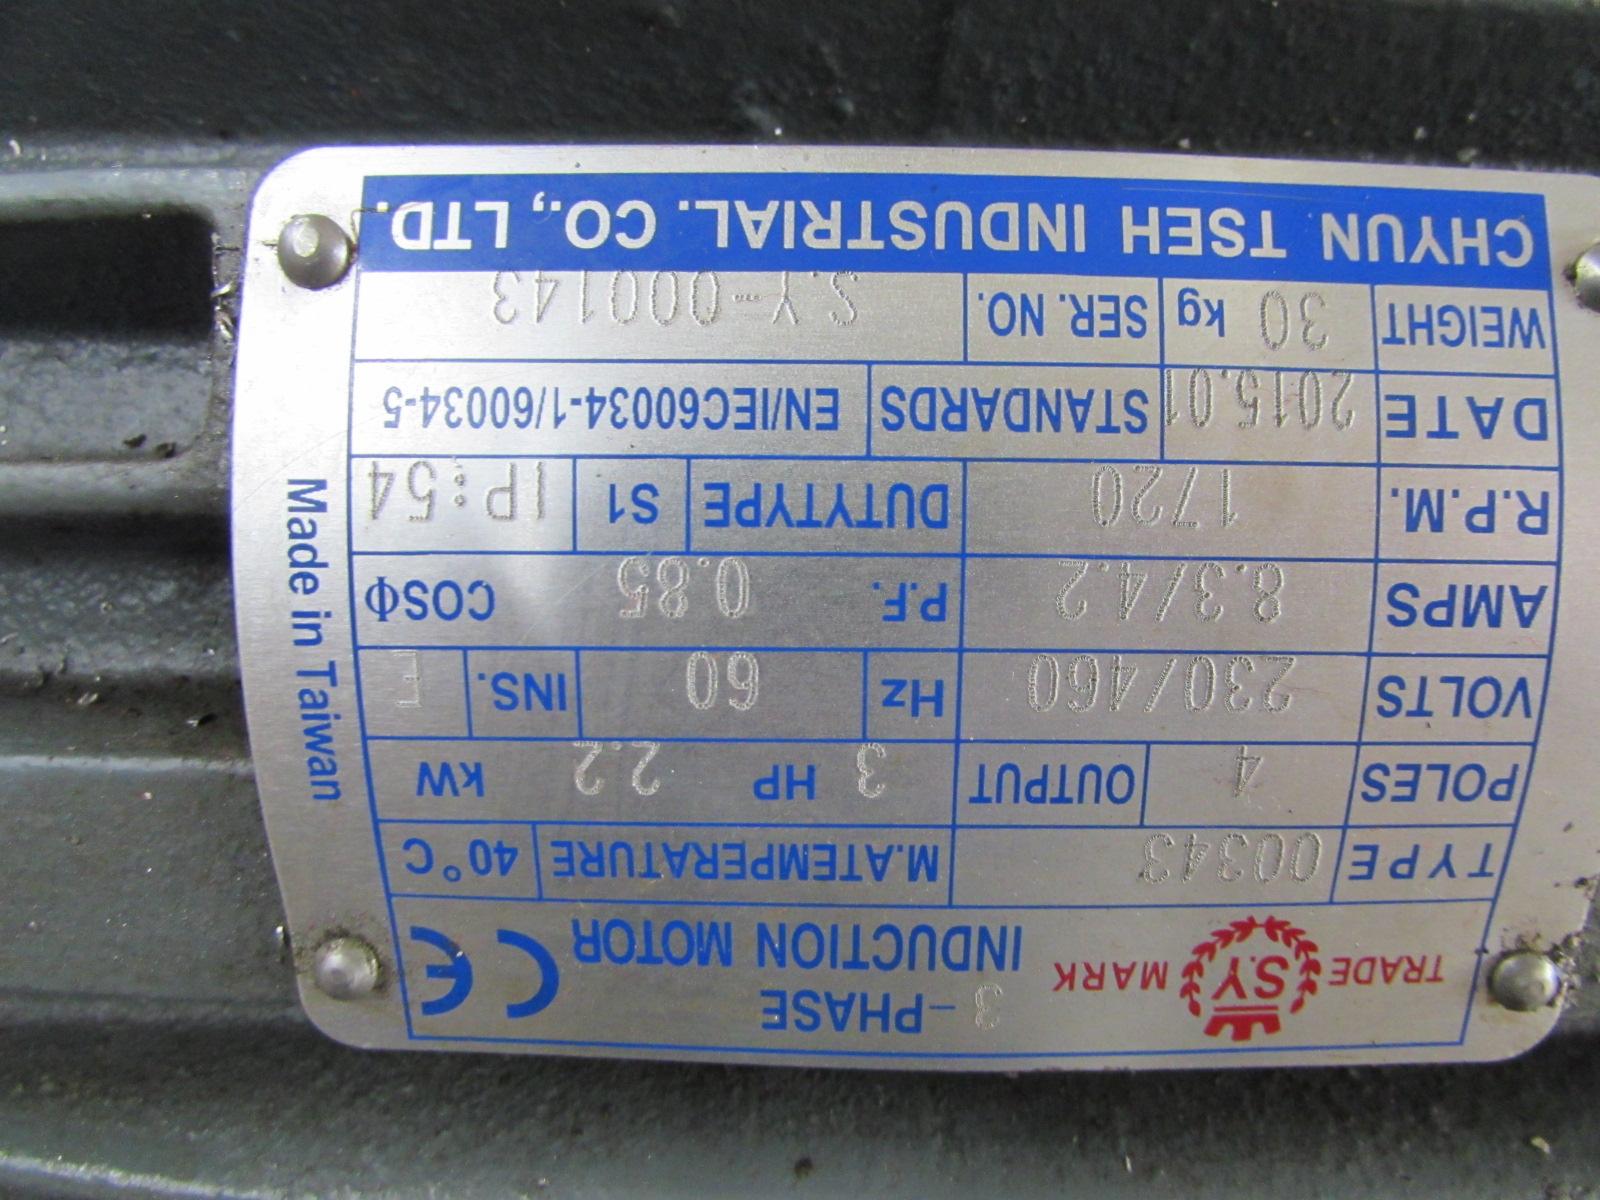 TRADE S.Y MARK 3 -PHASE INDUCTION MOTOR CE
TYPE 00343 M.ATEMPERATURE 40°C
POLES 4 OUTPUT 3 HP 2.2 kW
VOLTS 230/460 Hz 60 INS. E
AMPS 8.3/4.2 P.F. 0.85 COSΦ
R.P.M. 1720 DUTYTYPE S1 IP:54
DATE 2015.01 STANDARDS EN/IEC60034-1/60034-5
WEIGHT 30 kg SER. NO. S.Y-000143
CHYUN TSEH INDUSTRIAL. CO., LTD.
Made in Taiwan